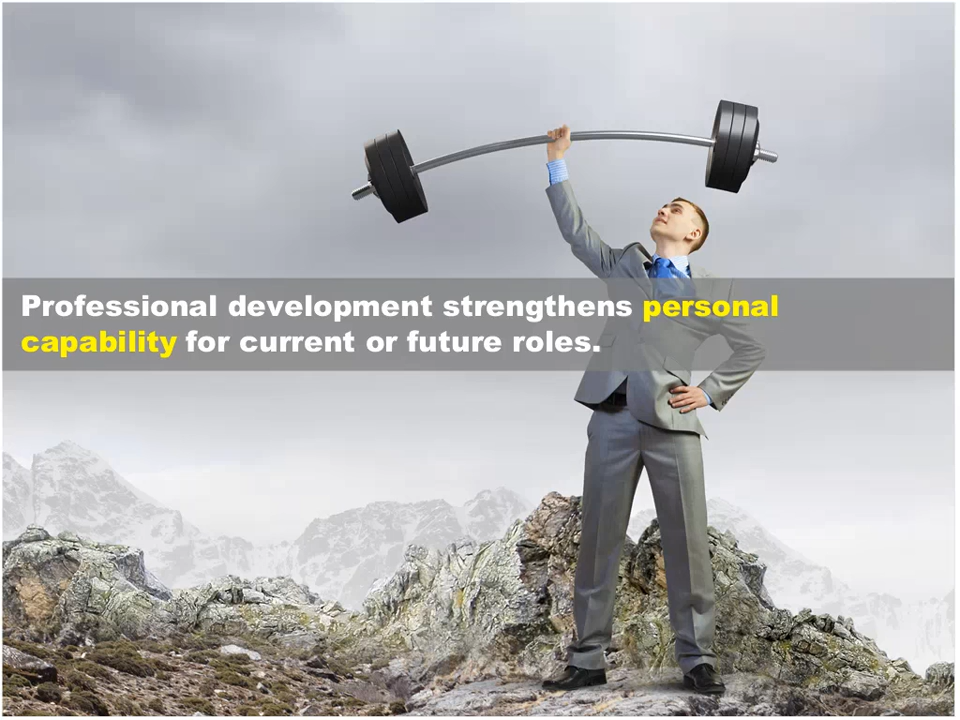 Professional development strengthens personal
capability for current or future roles.